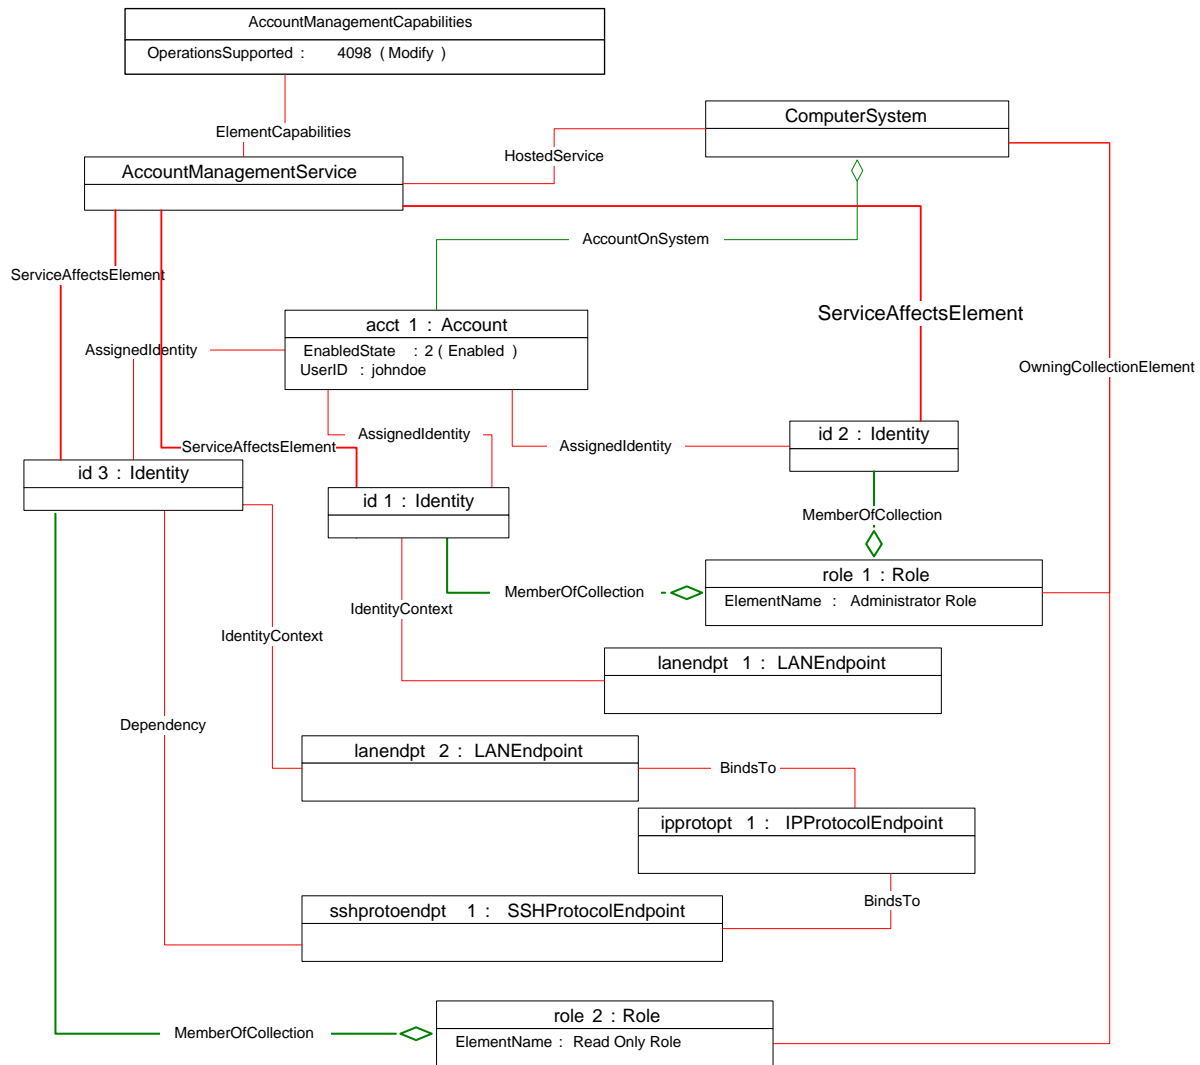 AccountManagementCapabilities
OperationsSupported : 4098 ( Modify )
ElementCapabilities
ComputerSystem
HostedService
AccountManagementService
AccountOnSystem
ServiceAffectsElement
ServiceAffectsElement
acct 1 : Account
EnabledState : 2 ( Enabled )
UserID : johndoe
AssignedIdentity
OwningCollectionElement
AssignedIdentity
id 2 : Identity
ServiceAffectsElement
AssignedIdentity
id 3 : Identity
id 1 : Identity
MemberOfCollection
role 1 : Role
ElementName : Administrator Role
MemberOfCollection
IdentityContext
IdentityContext
lanendpt 1 : LANEndpoint
Dependency
lanendpt 2 : LANEndpoint
BindsTo
ipprotopt 1 : IPProtocolEndpoint
BindsTo
sshprotoendpt 1 : SSHProtocolEndpoint
role 2 : Role
MemberOfCollection
ElementName : Read Only Role